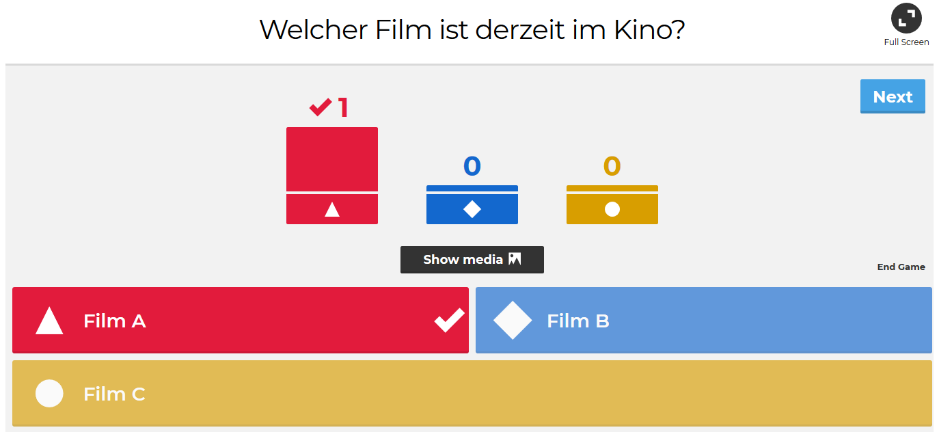 Welcher Film ist derzeit im Kino?
Full Screen
Next
1
0
0
Show media
End Game
Film A
Film B
Film C